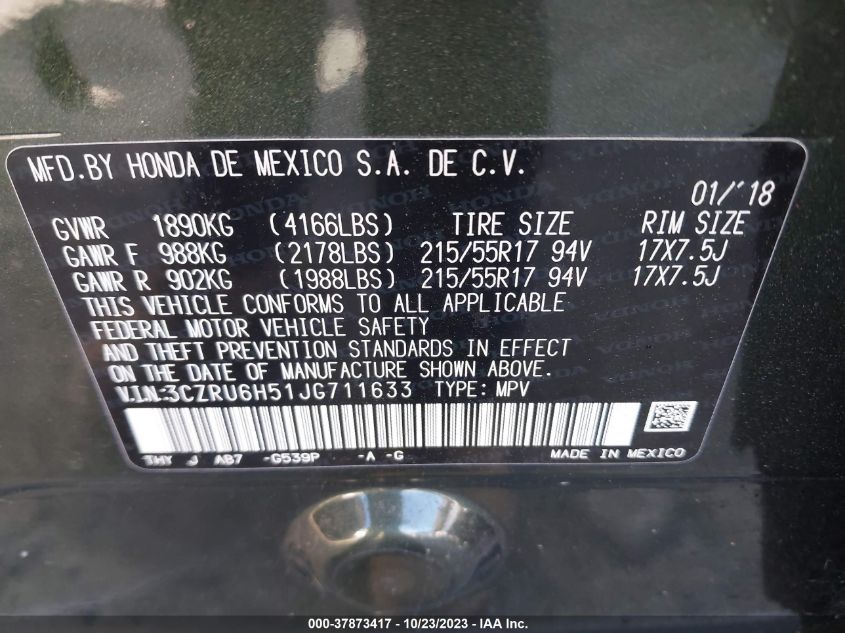 MFD.BY HONDA DE MEXICO S.A. DE C.V.
01/'18
GVWR 1890KG (4166LBS) TIRE SIZE RIM SIZE
GAWR F 988KG (2178LBS) 215/55R17 94V 17X7.5J
GAWR R 902KG (1988LBS) 215/55R17 94V 17X7.5J
THIS VEHICLE CONFORMS TO ALL APPLICABLE
FEDERAL MOTOR VEHICLE SAFETY
AND THEFT PREVENTION STANDARDS IN EFFECT
ON THE DATE OF MANUFACTURE SHOWN ABOVE.
V.I.N:3CZRU6H51JG711633 TYPE: MPV
THY J AB7 -G539P -A -G MADE IN MEXICO
000-37873417 - 10/23/2023 - IAA Inc.